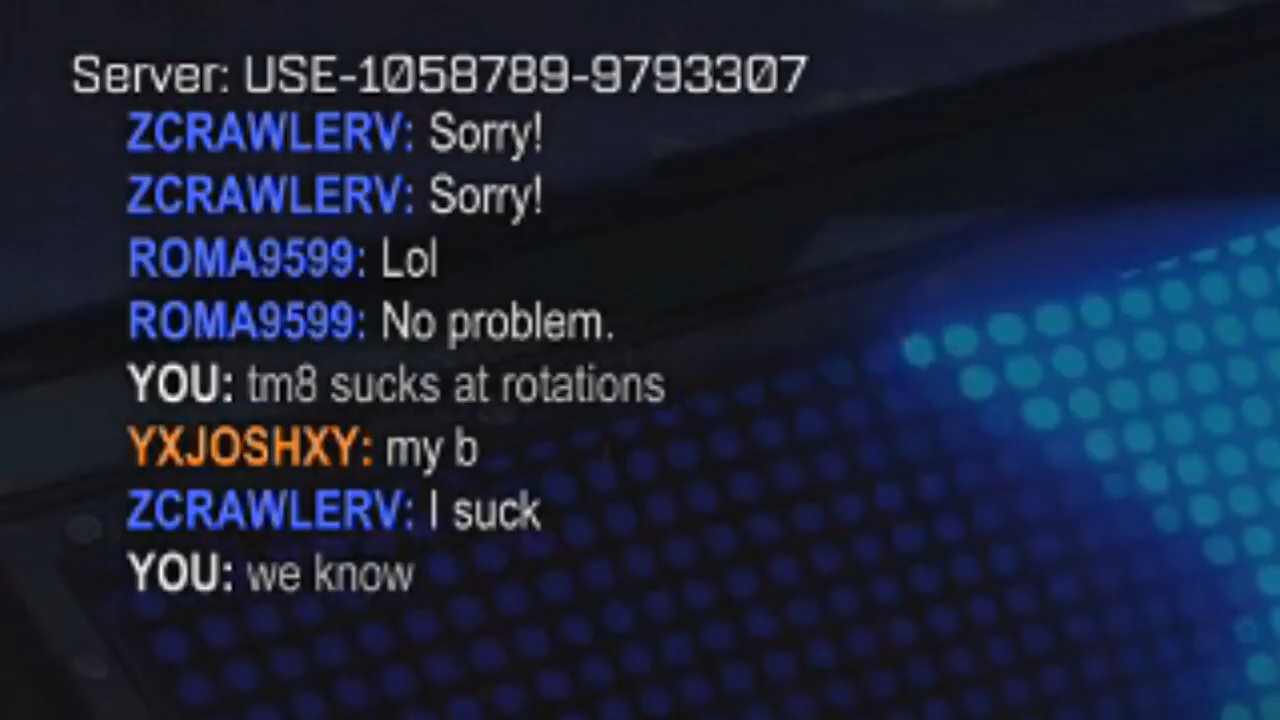 Server: USE-1058789-9793307
ZCRAWLERV: Sorry!
ZCRAWLERV: Sorry!
ROMA9599: Lol
ROMA9599: No problem.
YOU: tm8 sucks at rotations
YXJOSHXY: my b
ZCRAWLERV: I suck
YOU: we know